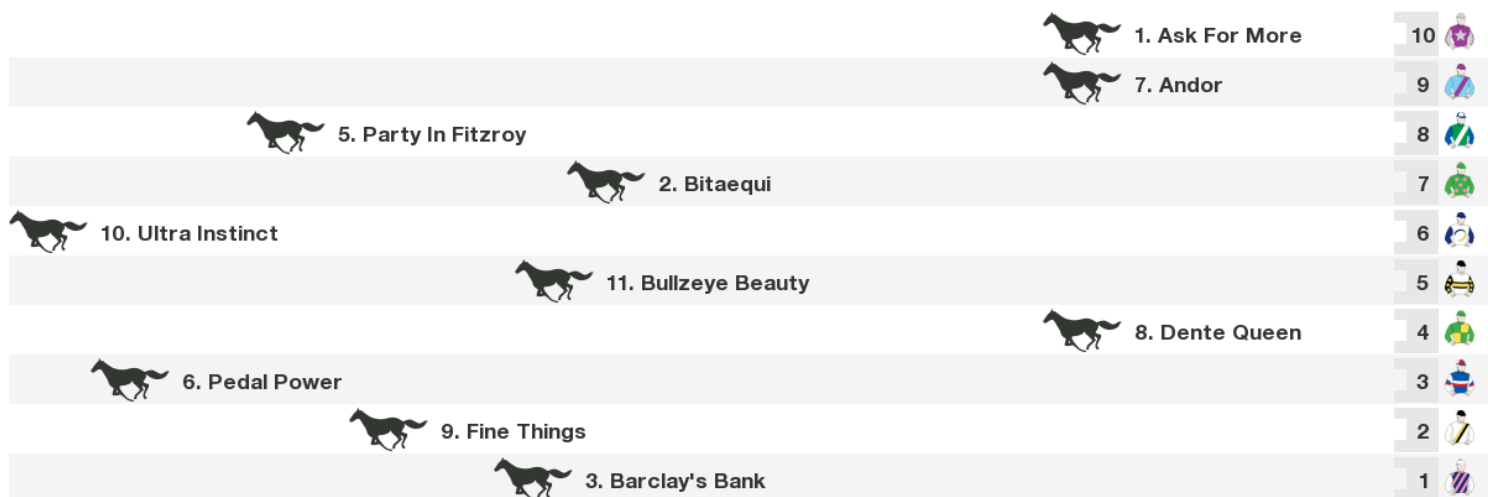 1. Ask For More 10
7. Andor 9
5. Party In Fitzroy 8
2. Bitaequi 7
10. Ultra Instinct 6
11. Bullzeye Beauty 5
8. Dente Queen 4
6. Pedal Power 3
9. Fine Things 2
3. Barclay's Bank 1